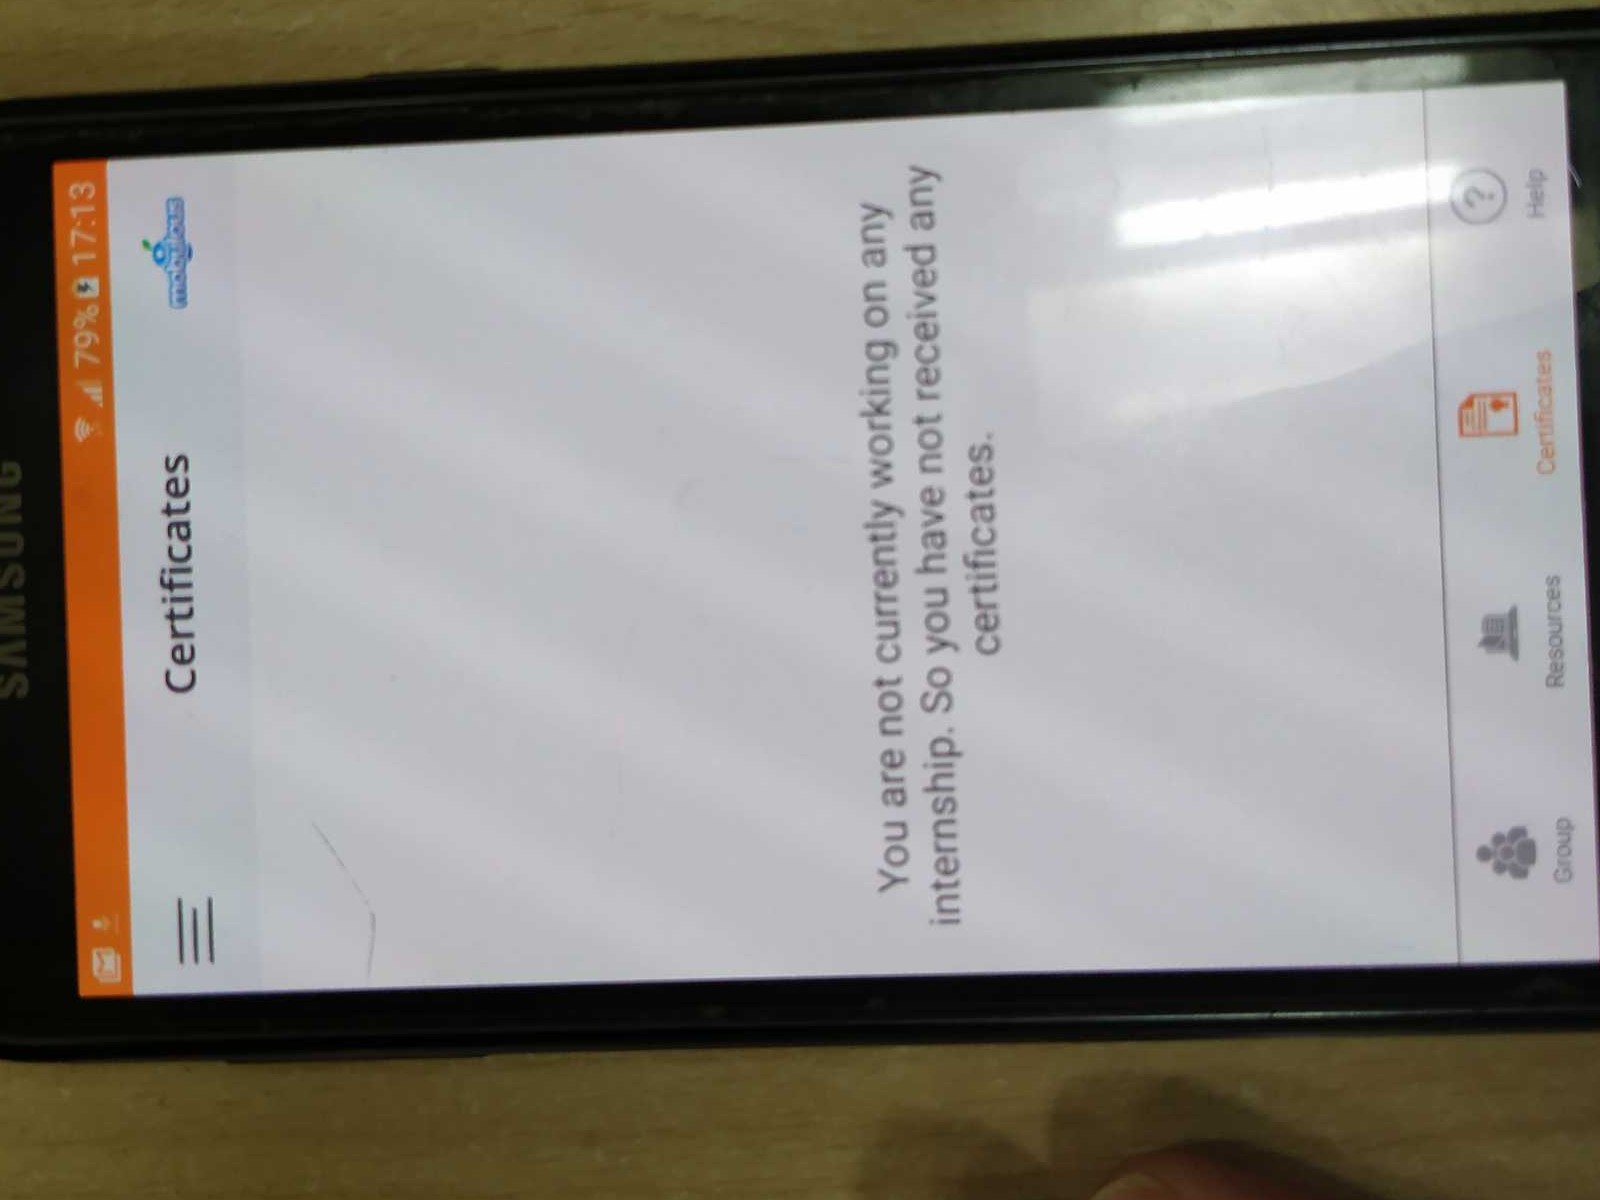 SAMSUNG
79% 17:13
Certificates
mobulous
You are not currently working on any
internship. So you have not received any
certificates.
Group
Resources
Certificates
? Help